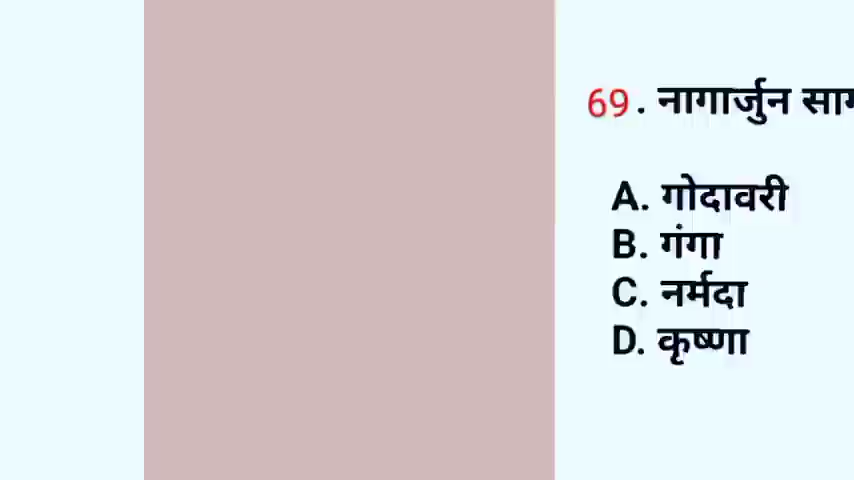 69. नागार्जुन
A. गोदावरी
B. गंगा
C. नर्मदा
D. कृष्णा